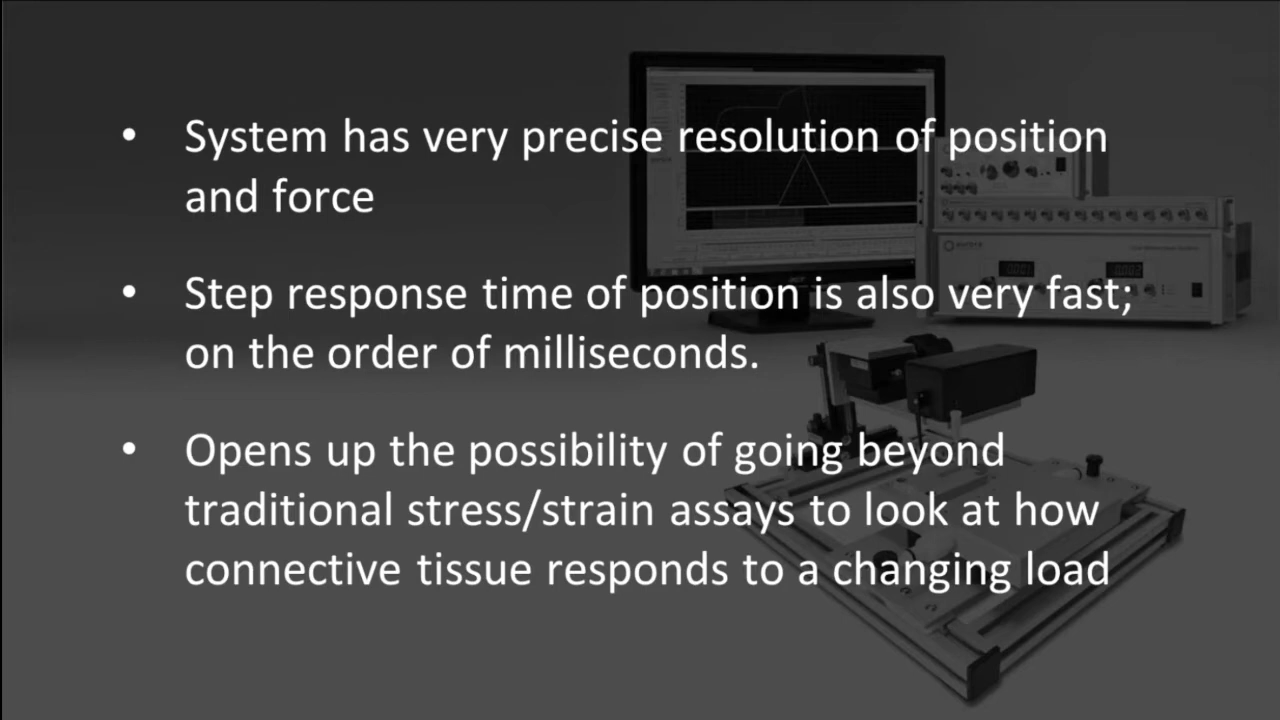 • System has very precise resolution of position
and force
• Step response time of position is also very fast;
on the order of milliseconds.
• Opens up the possibility of going beyond
traditional stress/strain assays to look at how
connective tissue responds to a changing load